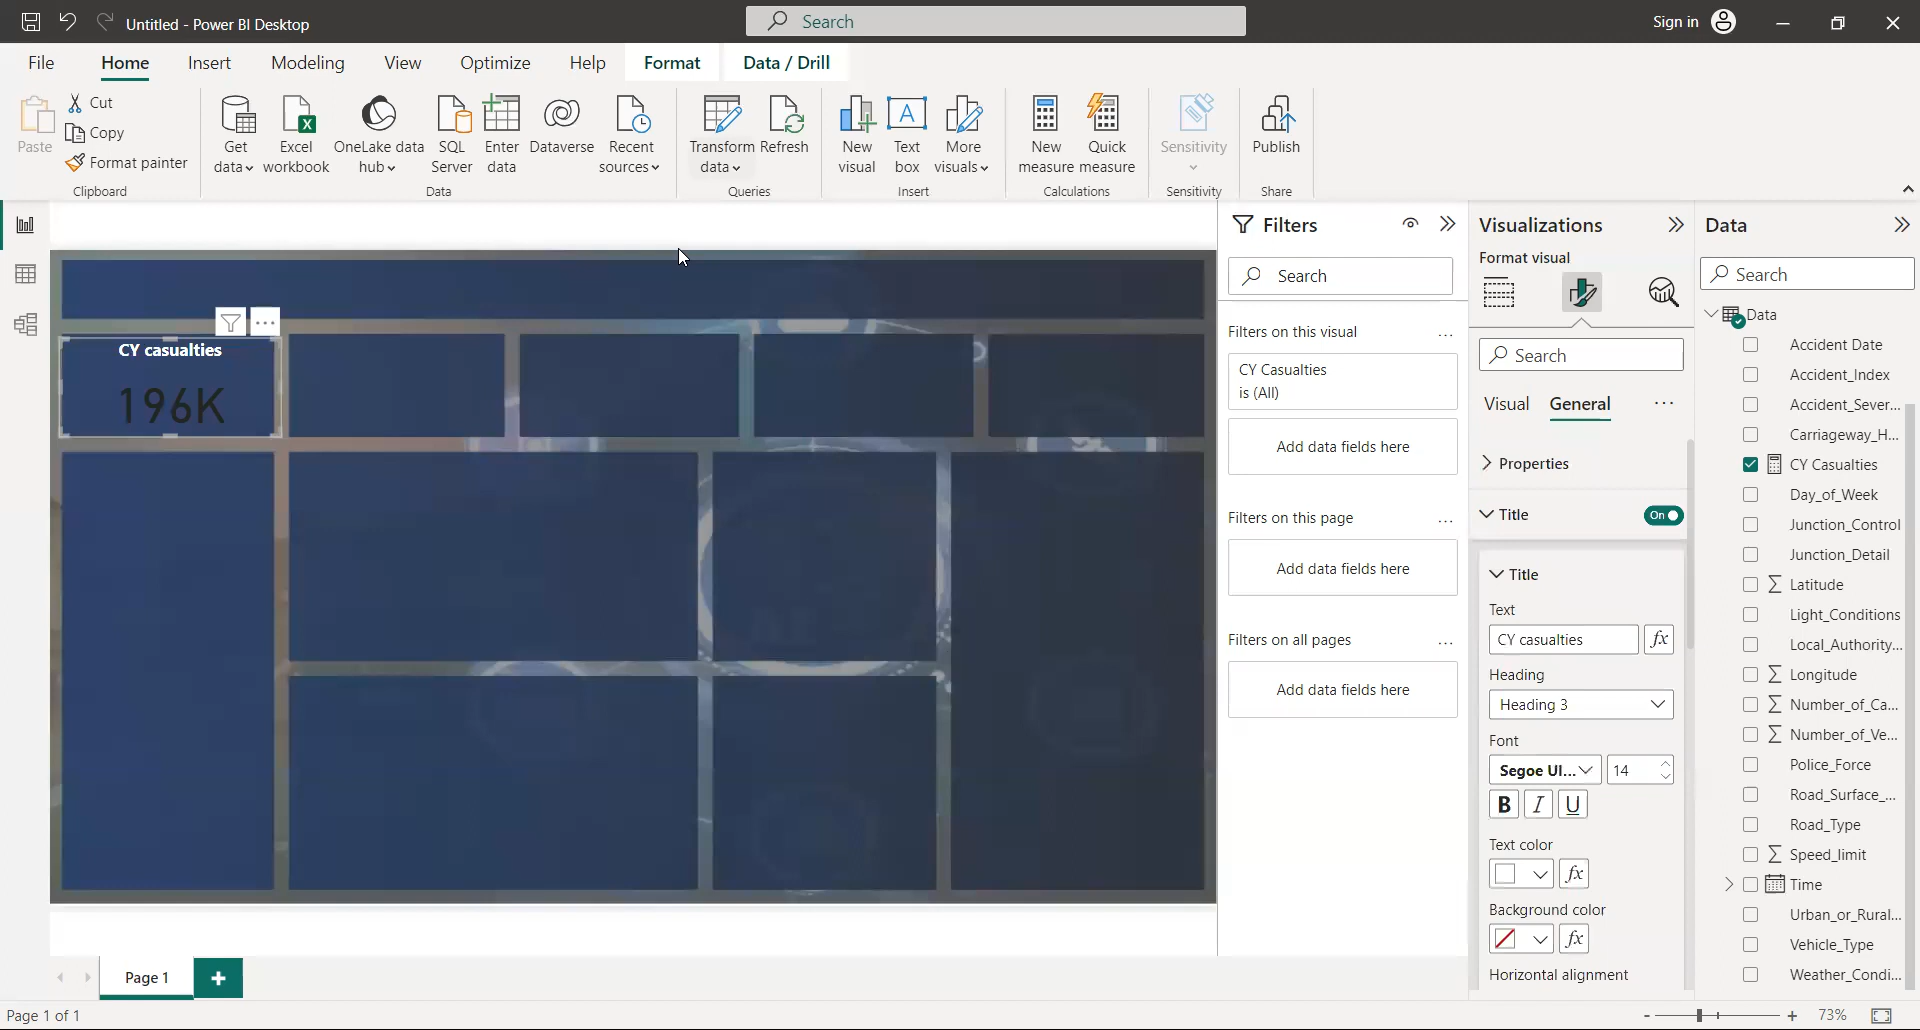 Untitled - Power BI Desktop
Search
Sign in
File Home Insert Modeling View Optimize Help Format Data / Drill
Paste
Cut
Copy
Format painter
Clipboard
Get data
Excel workbook
OneLake data hub
SQL Server
Enter data
Dataverse
Recent sources
Data
Transform data
Refresh
Queries
New visual
Text box
More visuals
Insert
New measure
Quick measure
Calculations
Sensitivity
Sensitivity
Publish
Share
CY casualties
196K
Filters
Search
Filters on this visual
CY Casualties
is (All)
Add data fields here
Filters on this page
Add data fields here
Filters on all pages
Add data fields here
Visualizations
Format visual
Search
Visual General
Properties
Title On
Title
Text
CY casualties fx
Heading
Heading 3
Font
Segoe UI... 14
B I U
Text color
fx
Background color
fx
Horizontal alignment
Data
Search
Data
Accident Date
Accident_Index
Accident_Sever...
Carriageway_H...
CY Casualties
Day_of_Week
Junction_Control
Junction_Detail
Latitude
Light_Conditions
Local_Authority...
Longitude
Number_of_Ca...
Number_of_Ve...
Police_Force
Road_Surface_...
Road_Type
Speed_limit
Time
Urban_or_Rural...
Vehicle_Type
Weather_Condi...
Page 1
Page 1 of 1
73%